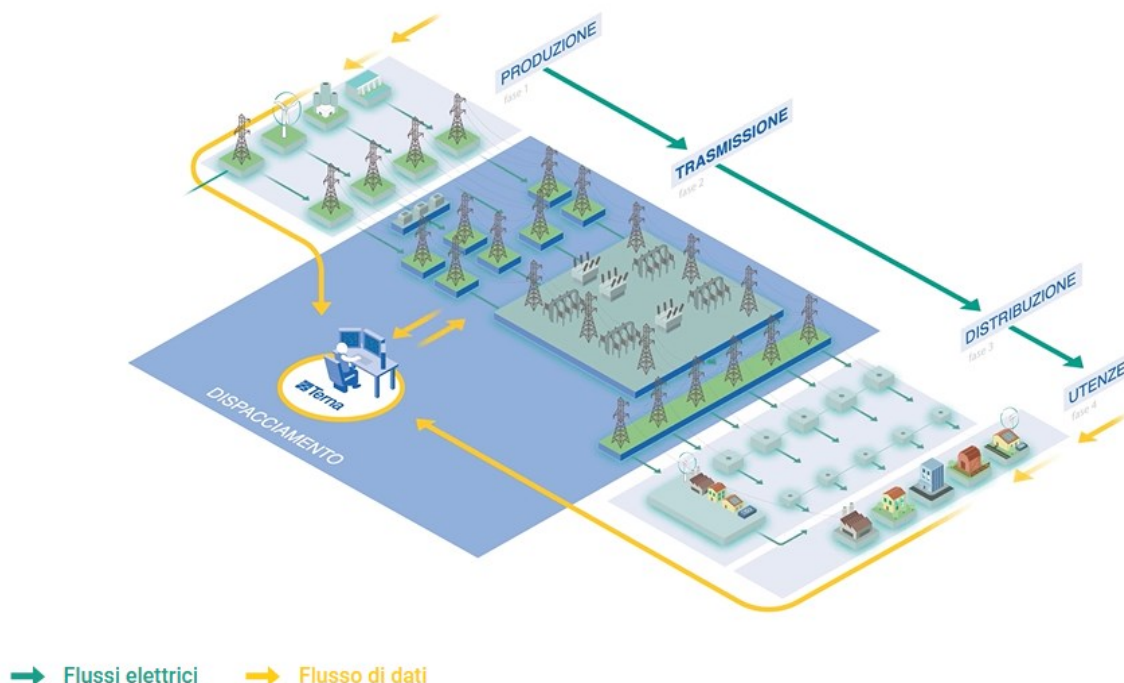 PRODUZIONE
fase 1
TRASMISSIONE
fase 2
DISTRIBUZIONE
fase 3
UTENZE
fase 4
Terna
DISPACCIAMENTO
Flussi elettrici
Flusso di dati